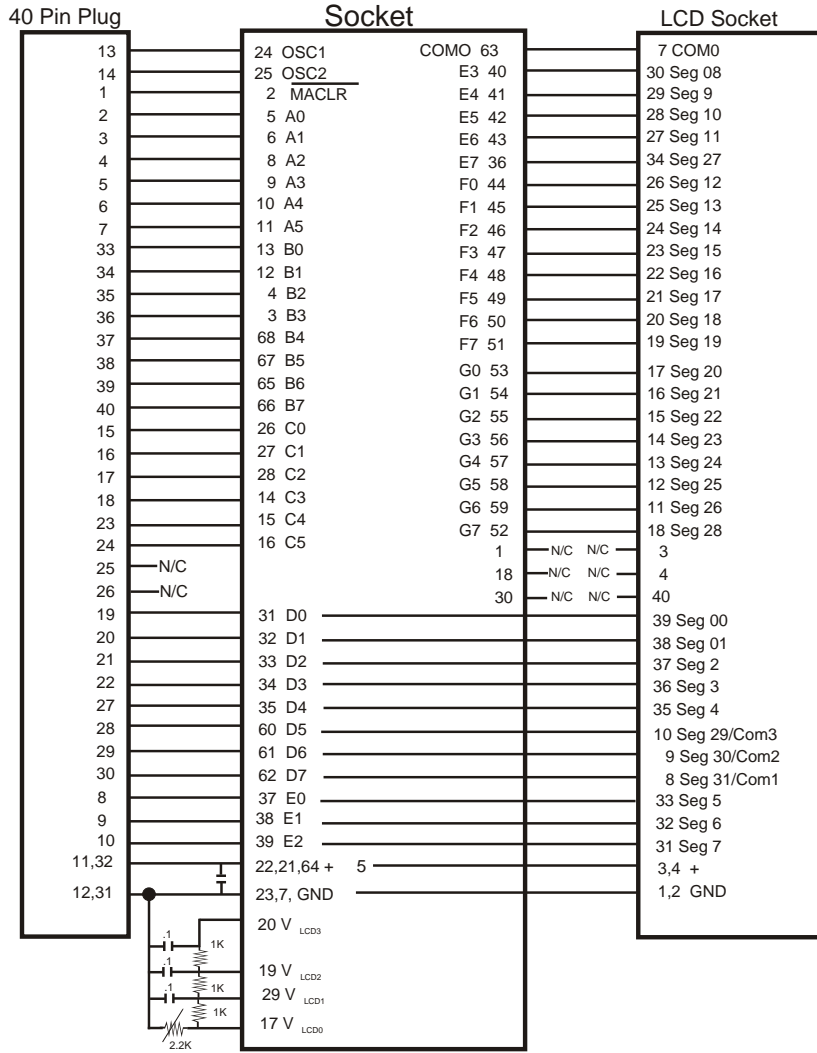 40 Pin Plug Socket LCD Socket
13 24 OSC1 COMO 63 7 COM0
14 25 OSC2 E3 40 30 Seg 08
1 2 MACLR E4 41 29 Seg 9
2 5 A0 E5 42 28 Seg 10
3 6 A1 E6 43 27 Seg 11
4 8 A2 E7 36 34 Seg 27
5 9 A3 F0 44 26 Seg 12
6 10 A4 F1 45 25 Seg 13
7 11 A5 F2 46 24 Seg 14
33 13 B0 F3 47 23 Seg 15
34 12 B1 F4 48 22 Seg 16
35 4 B2 F5 49 21 Seg 17
36 3 B3 F6 50 20 Seg 18
37 68 B4 F7 51 19 Seg 19
38 67 B5 G0 53 17 Seg 20
39 65 B6 G1 54 16 Seg 21
40 66 B7 G2 55 15 Seg 22
15 26 C0 G3 56 14 Seg 23
16 27 C1 G4 57 13 Seg 24
17 28 C2 G5 58 12 Seg 25
18 14 C3 G6 59 11 Seg 26
23 15 C4 G7 52 18 Seg 28
24 16 C5 1 N/C N/C 3
25 N/C 18 N/C N/C 4
26 N/C 30 N/C N/C 40
19 31 D0 39 Seg 00
20 32 D1 38 Seg 01
21 33 D2 37 Seg 2
22 34 D3 36 Seg 3
27 35 D4 35 Seg 4
28 60 D5 10 Seg 29/Com3
29 61 D6 9 Seg 30/Com2
30 62 D7 8 Seg 31/Com1
8 37 E0 33 Seg 5
9 38 E1 32 Seg 6
10 39 E2 31 Seg 7
11,32 22,21,64 + 5 3,4 +
12,31 23,7, GND 1,2 GND
20 V LCD3
.1 1K
19 V LCD2
.1 1K
29 V LCD1
.1 1K
17 V LCD0
2.2K